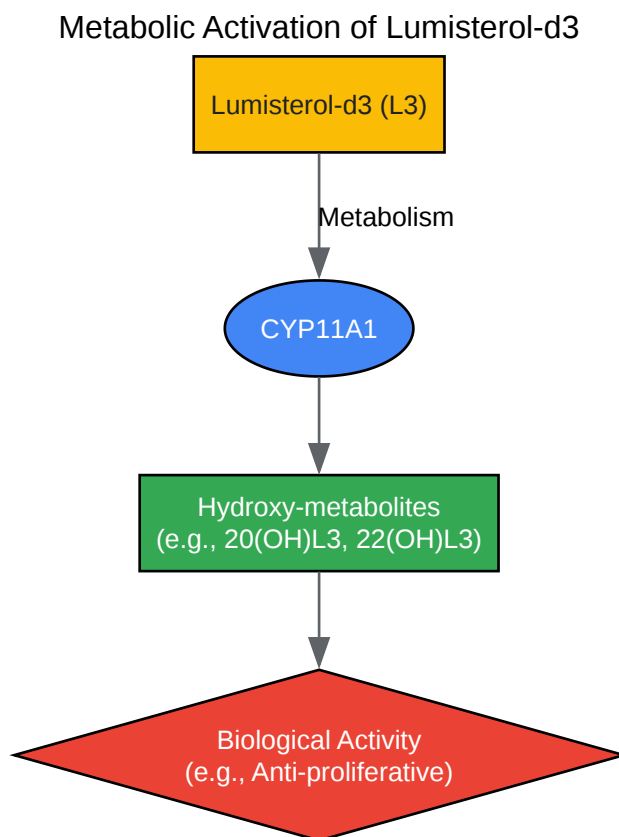 Metabolic Activation of Lumisterol-d3
Lumisterol-d3 (L3)
Metabolism
CYP11A1
Hydroxy-metabolites
(e.g., 20(OH)L3, 22(OH)L3)
Biological Activity
(e.g., Anti-proliferative)